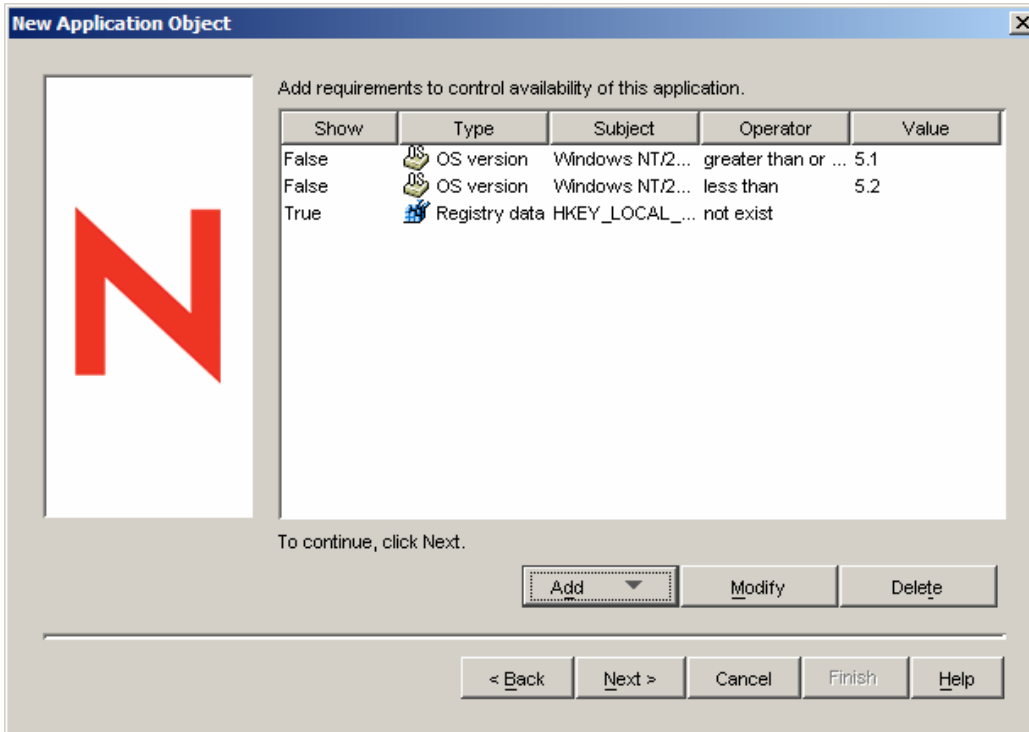 New Application Object
Add requirements to control availability of this application.
Show Type Subject Operator Value
False OS OS version Windows NT/2... greater than or ... 5.1
False OS OS version Windows NT/2... less than 5.2
True Registry data HKEY_LOCAL_... not exist
N
To continue, click Next.
Add Modify Delete
< Back Next > Cancel Finish Help